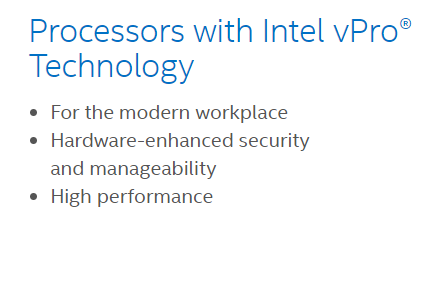 Processors with Intel vPro®
Technology
• For the modern workplace
• Hardware-enhanced security
and manageability
• High performance